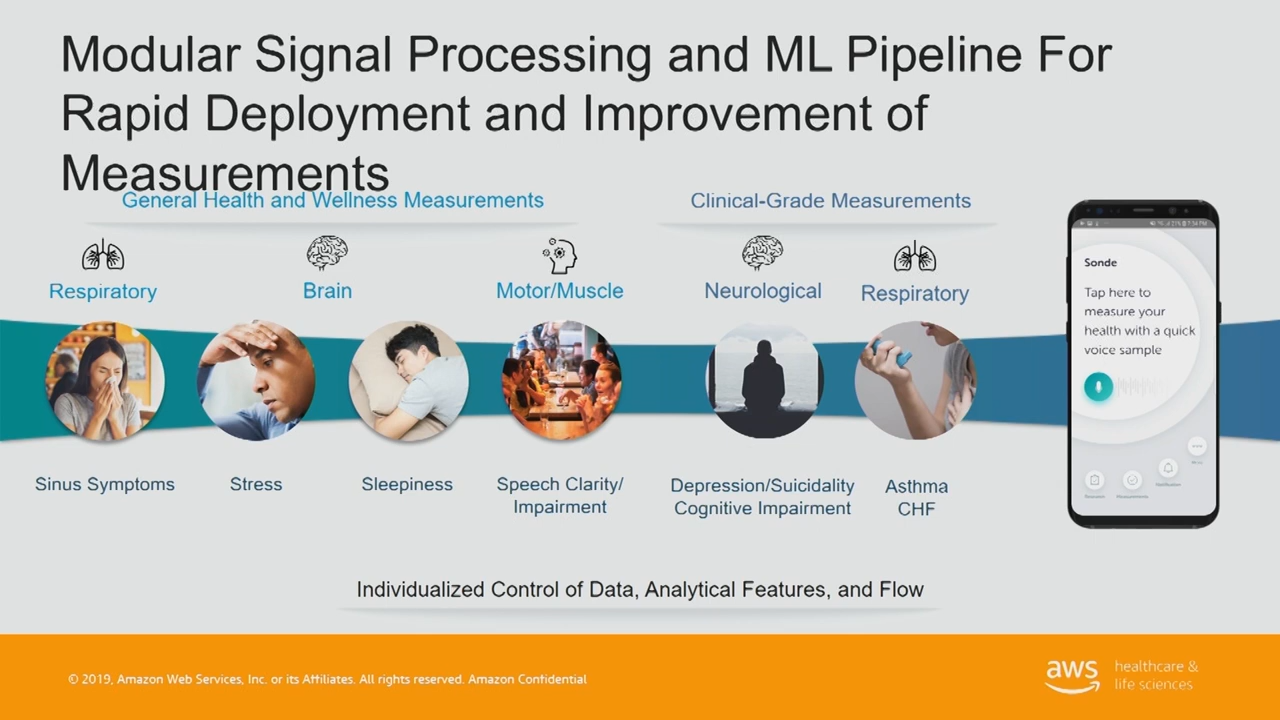 Modular Signal Processing and ML Pipeline For
Rapid Deployment and Improvement of
Measurements
General Health and Wellness Measurements
Clinical-Grade Measurements
Respiratory
Brain
Motor/Muscle
Neurological
Respiratory
Sonde
Tap here to
measure your
health with a quick
voice sample
Sinus Symptoms
Stress
Sleepiness
Speech Clarity/
Impairment
Depression/Suicidality
Cognitive Impairment
Asthma
CHF
Individualized Control of Data, Analytical Features, and Flow
© 2019, Amazon Web Services, Inc. or its Affiliates. All rights reserved. Amazon Confidential
aws
healthcare &
life sciences